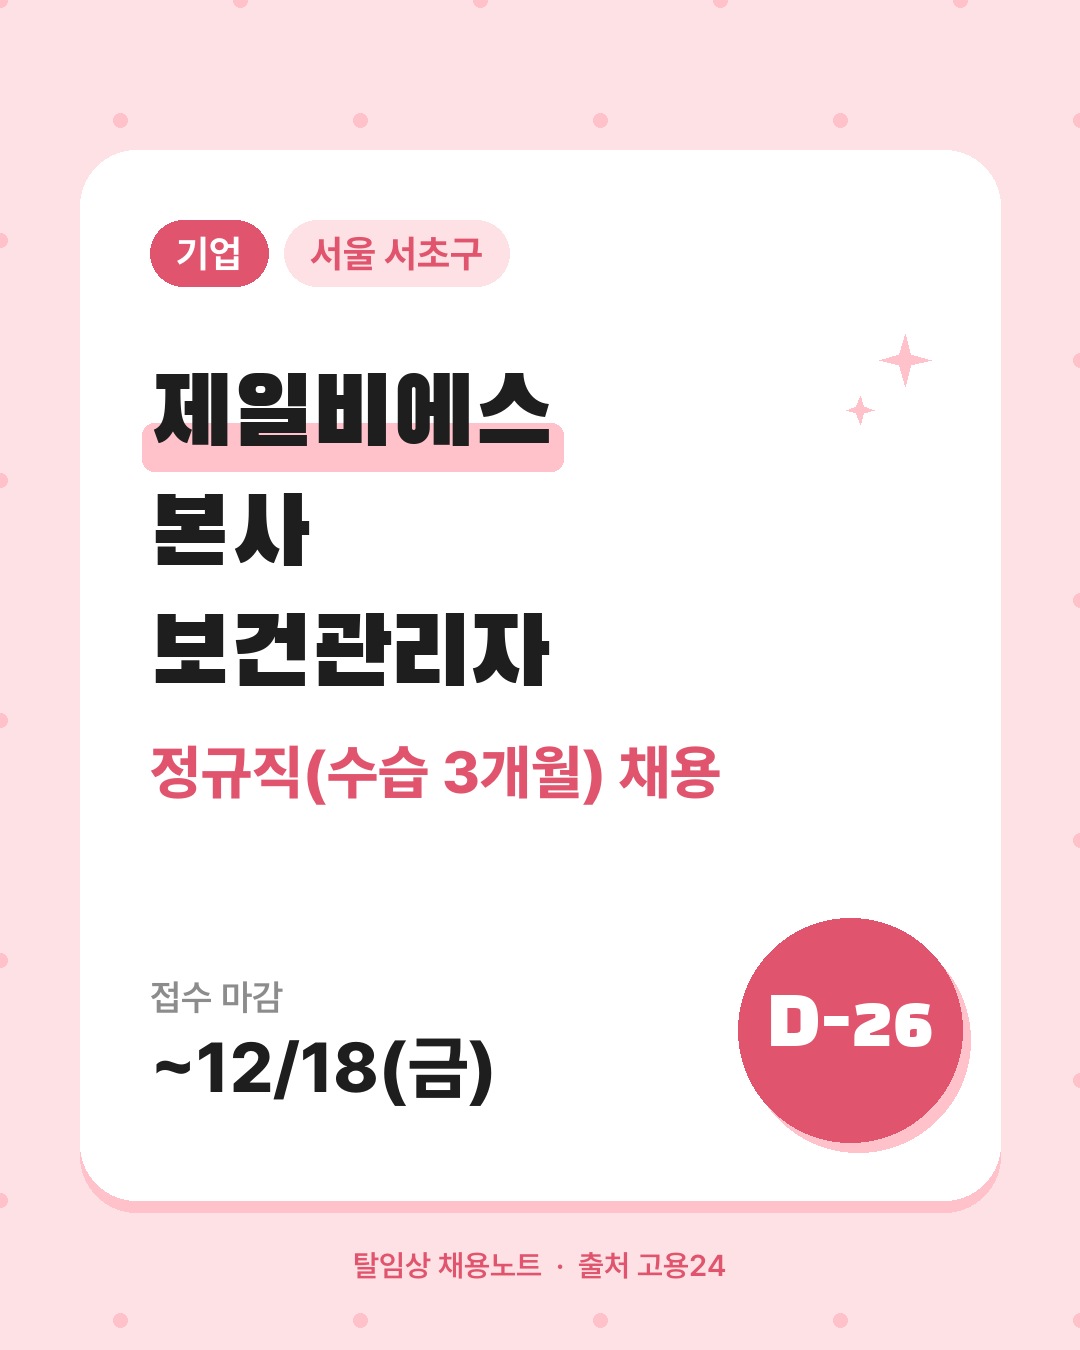 기업 서울 서초구
제일비에스
본사
보건관리자
정규직(수습 3개월) 채용
접수 마감
~12/18(금)
D-26
탈임상 채용노트 · 출처 고용24